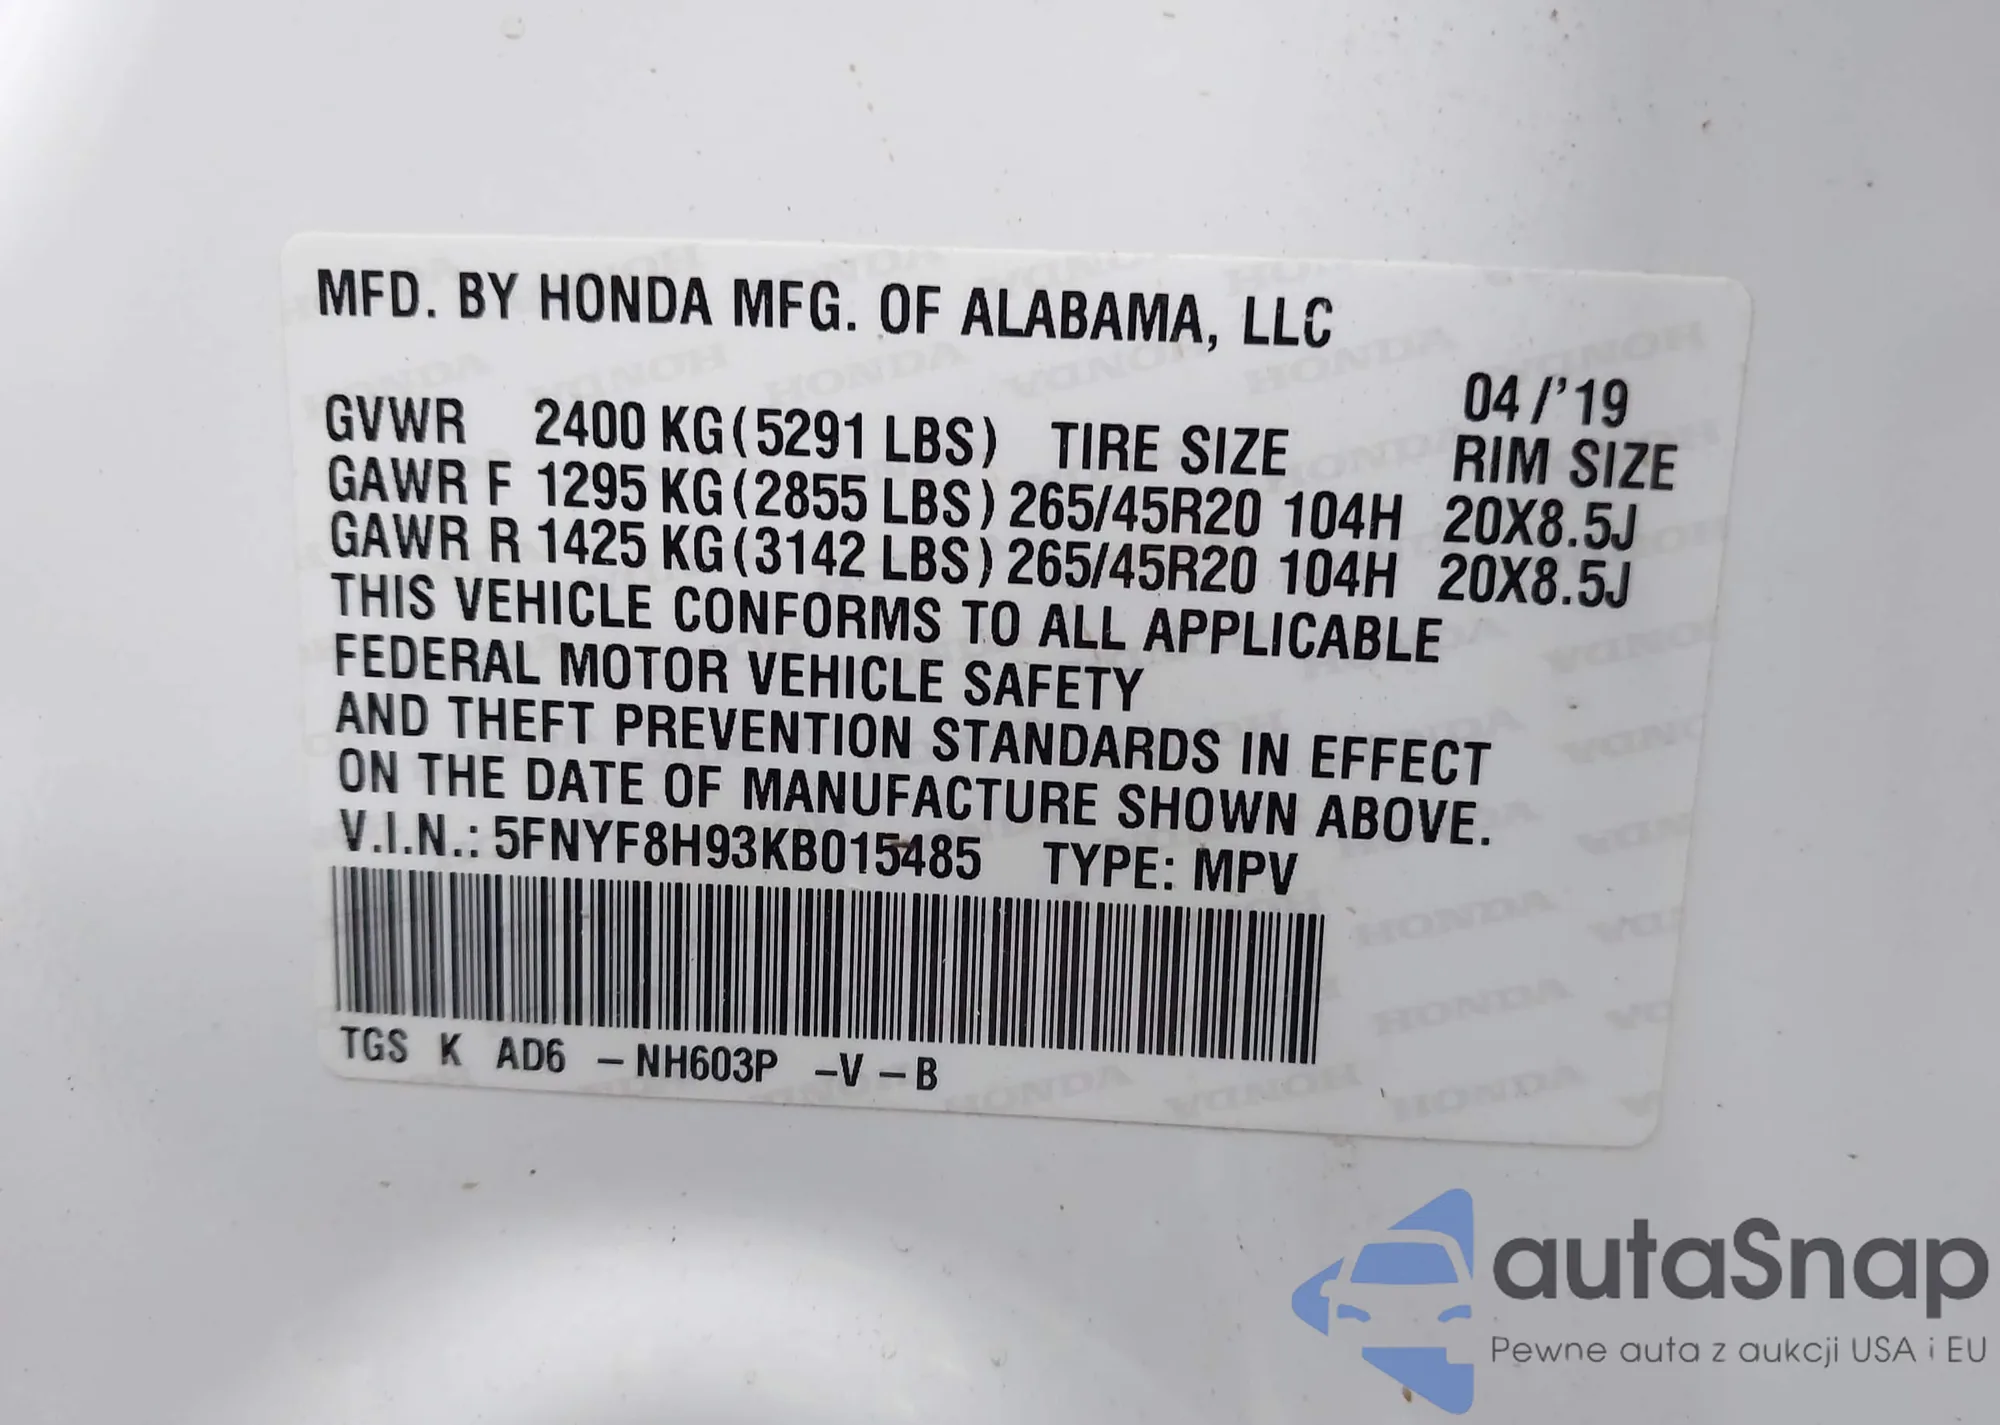 MFD. BY HONDA MFG. OF ALABAMA, LLC
04/'19
GVWR 2400 KG(5291 LBS) TIRE SIZE RIM SIZE
GAWR F 1295 KG(2855 LBS) 265/45R20 104H 20X8.5J
GAWR R 1425 KG(3142 LBS) 265/45R20 104H 20X8.5J
THIS VEHICLE CONFORMS TO ALL APPLICABLE
FEDERAL MOTOR VEHICLE SAFETY
AND THEFT PREVENTION STANDARDS IN EFFECT
ON THE DATE OF MANUFACTURE SHOWN ABOVE.
V.I.N.: 5FNYF8H93KB015485 TYPE: MPV
TGS K AD6 –NH603P –V –B
autaSnap
Pewne auta z aukcji USA i EU